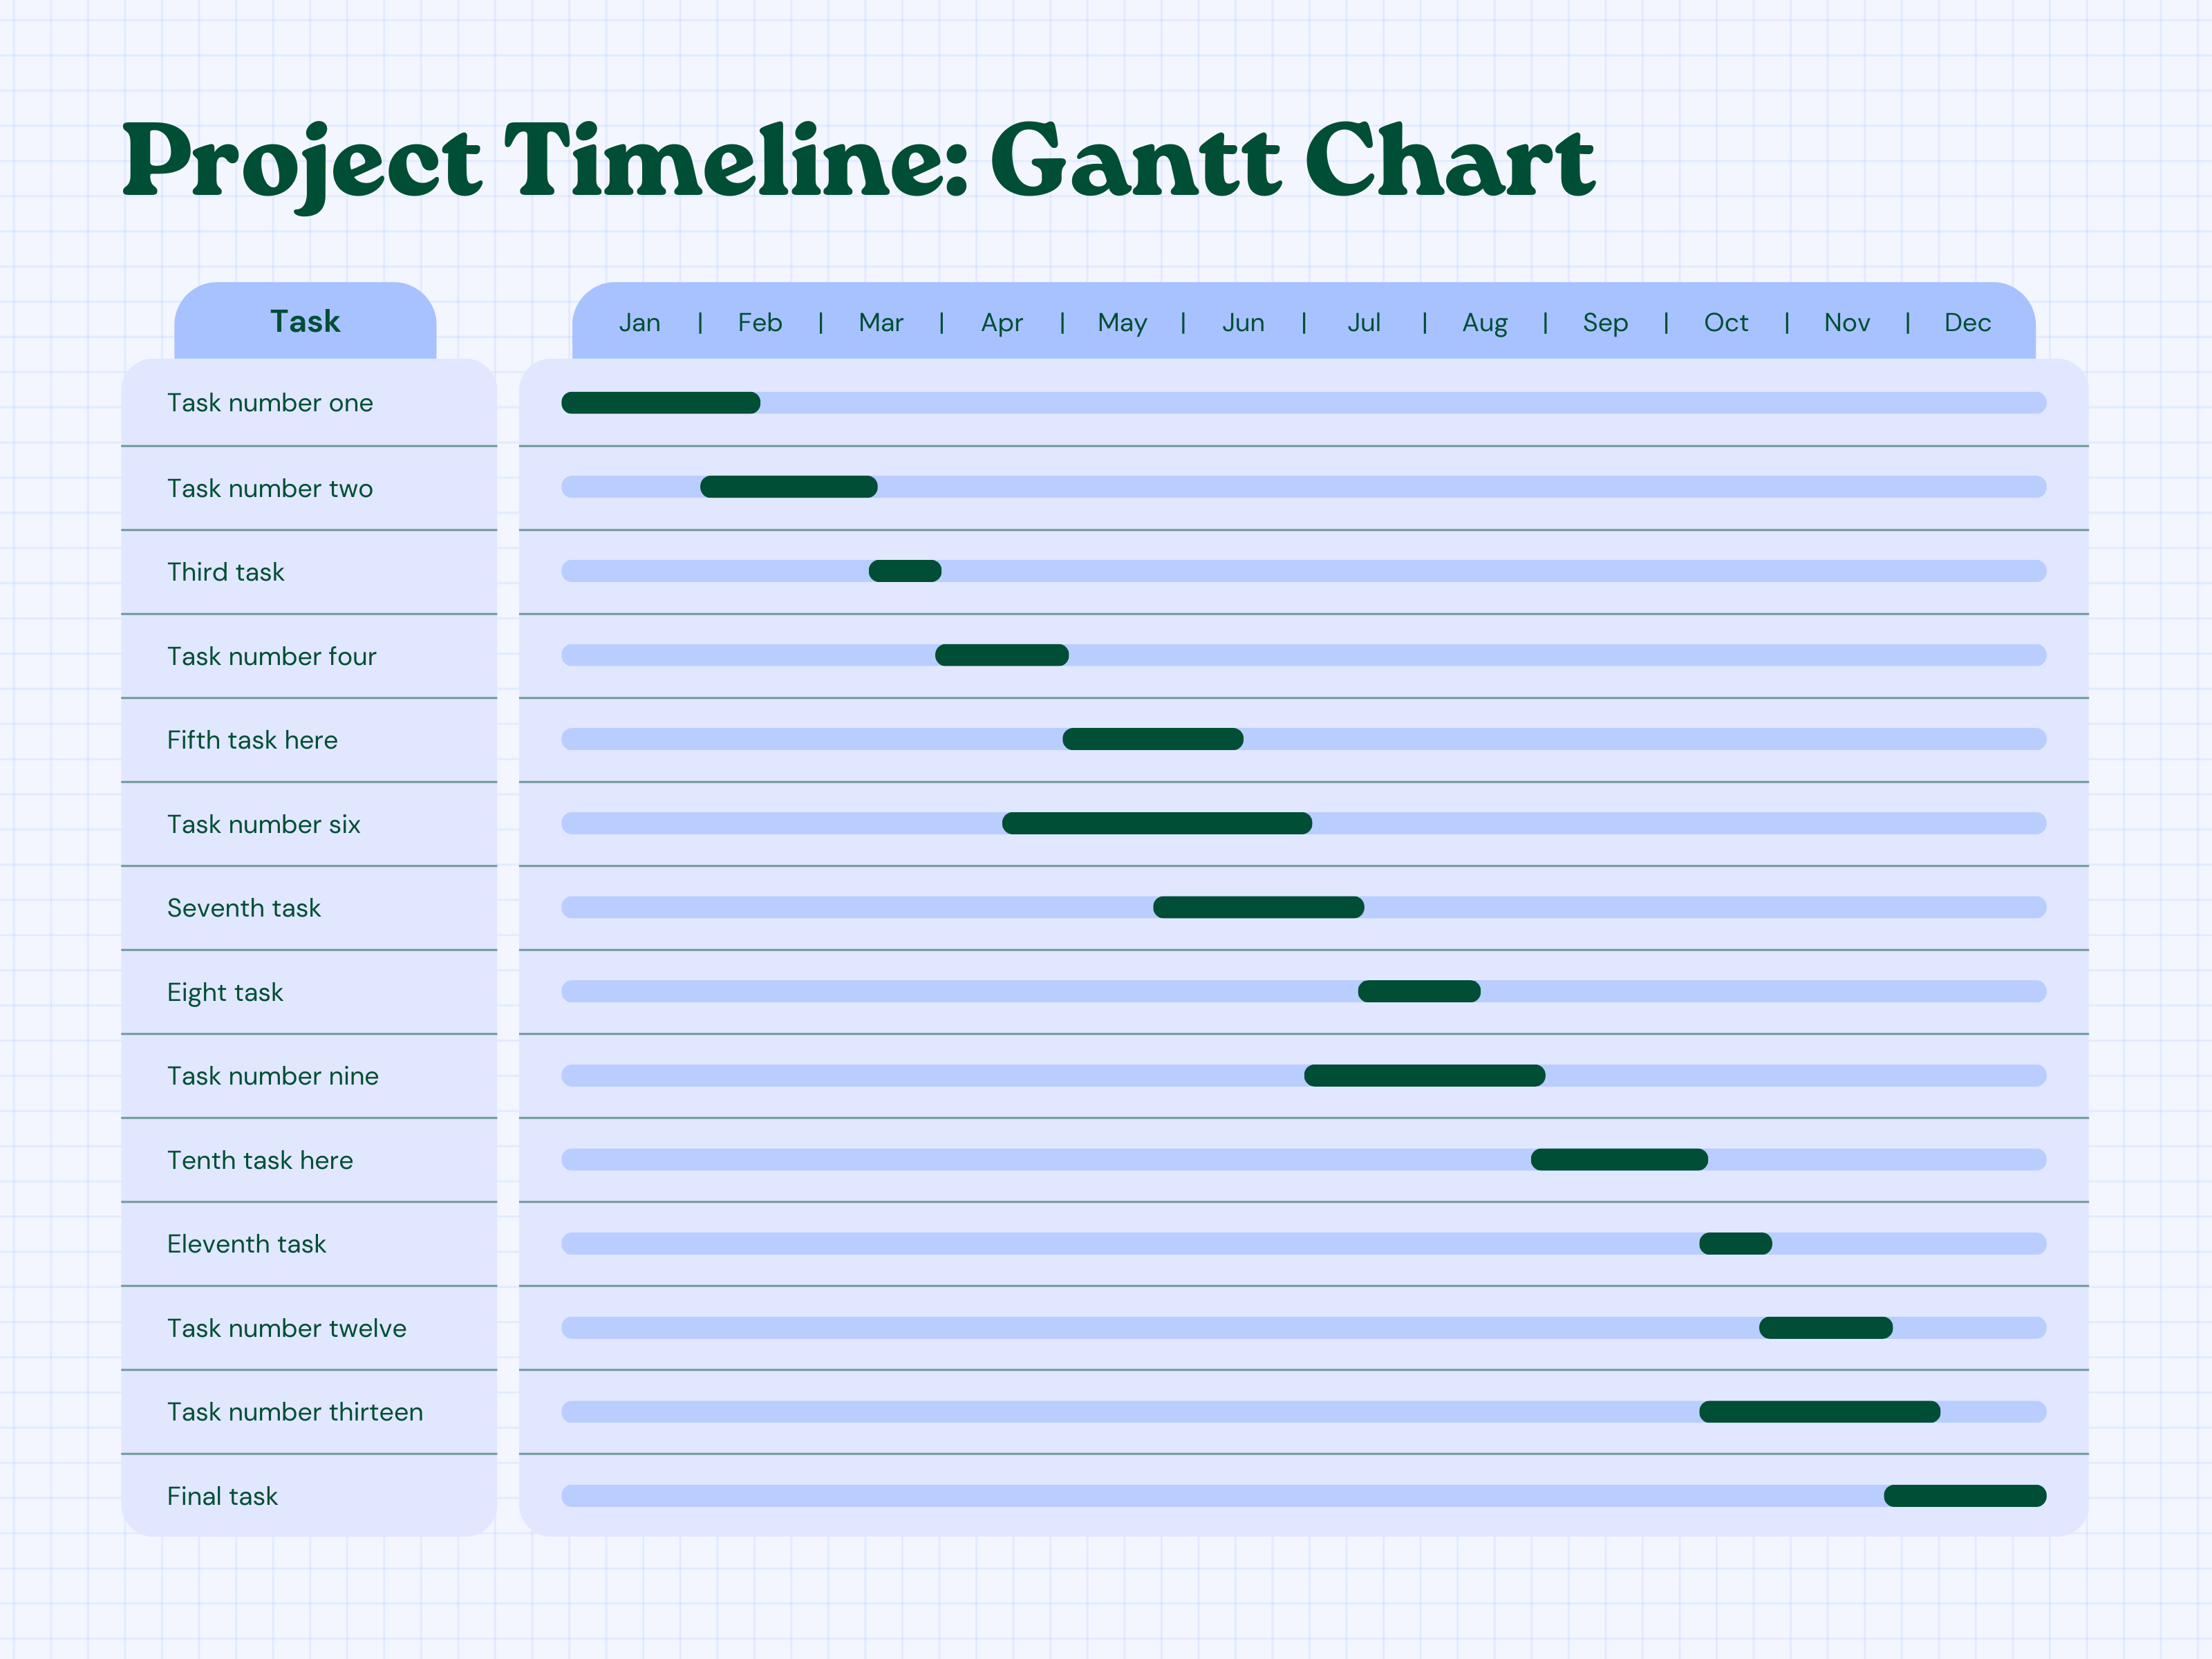 Project Timeline: Gantt Chart
Task
Jan | Feb | Mar | Apr | May | Jun | Jul | Aug | Sep | Oct | Nov | Dec
Task number one
Task number two
Third task
Task number four
Fifth task here
Task number six
Seventh task
Eight task
Task number nine
Tenth task here
Eleventh task
Task number twelve
Task number thirteen
Final task